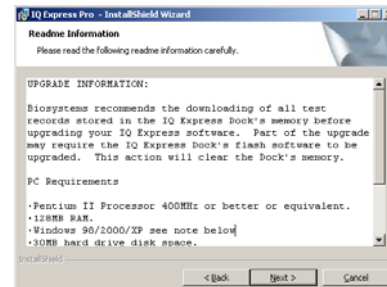 IQ Express Pro - InstallShield Wizard
Readme Information
Please read the following readme information carefully.
UPGRADE INFORMATION:
Biosystems recommends the downloading of all test
records stored in the IQ Express Dock's memory before
upgrading your IQ Express software.  Part of the upgrade
may require the IQ Express Dock's flash software to be
upgraded.  This action will clear the Dock's memory.
PC Requirements
·Pentium II Processor 400MHz or better or equivalent.
·128MB RAM.
·Windows 98/2000/XP see note below
·30MB hard drive disk space.
InstallShield
< Back
Next >
Cancel